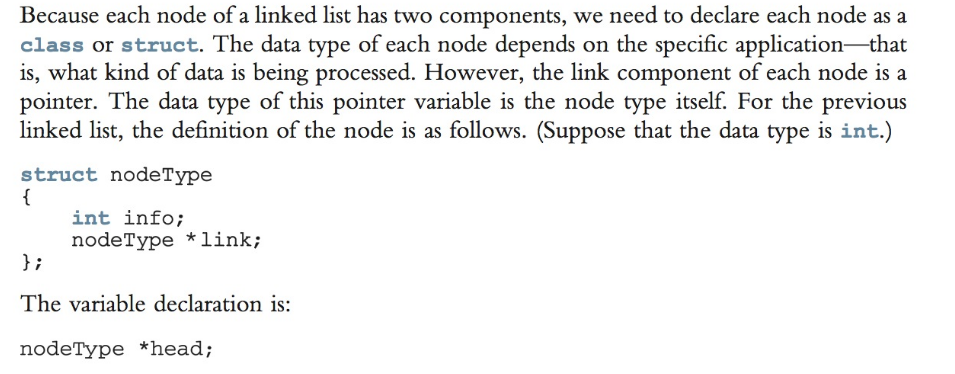 Because each node of a linked list has two components, we need to declare each node as a
class or struct. The data type of each node depends on the specific application—that
is, what kind of data is being processed. However, the link component of each node is a
pointer. The data type of this pointer variable is the node type itself. For the previous
linked list, the definition of the node is as follows. (Suppose that the data type is int.)
struct nodeType
{
int info;
nodeType *link;
};
The variable declaration is:
nodeType *head;